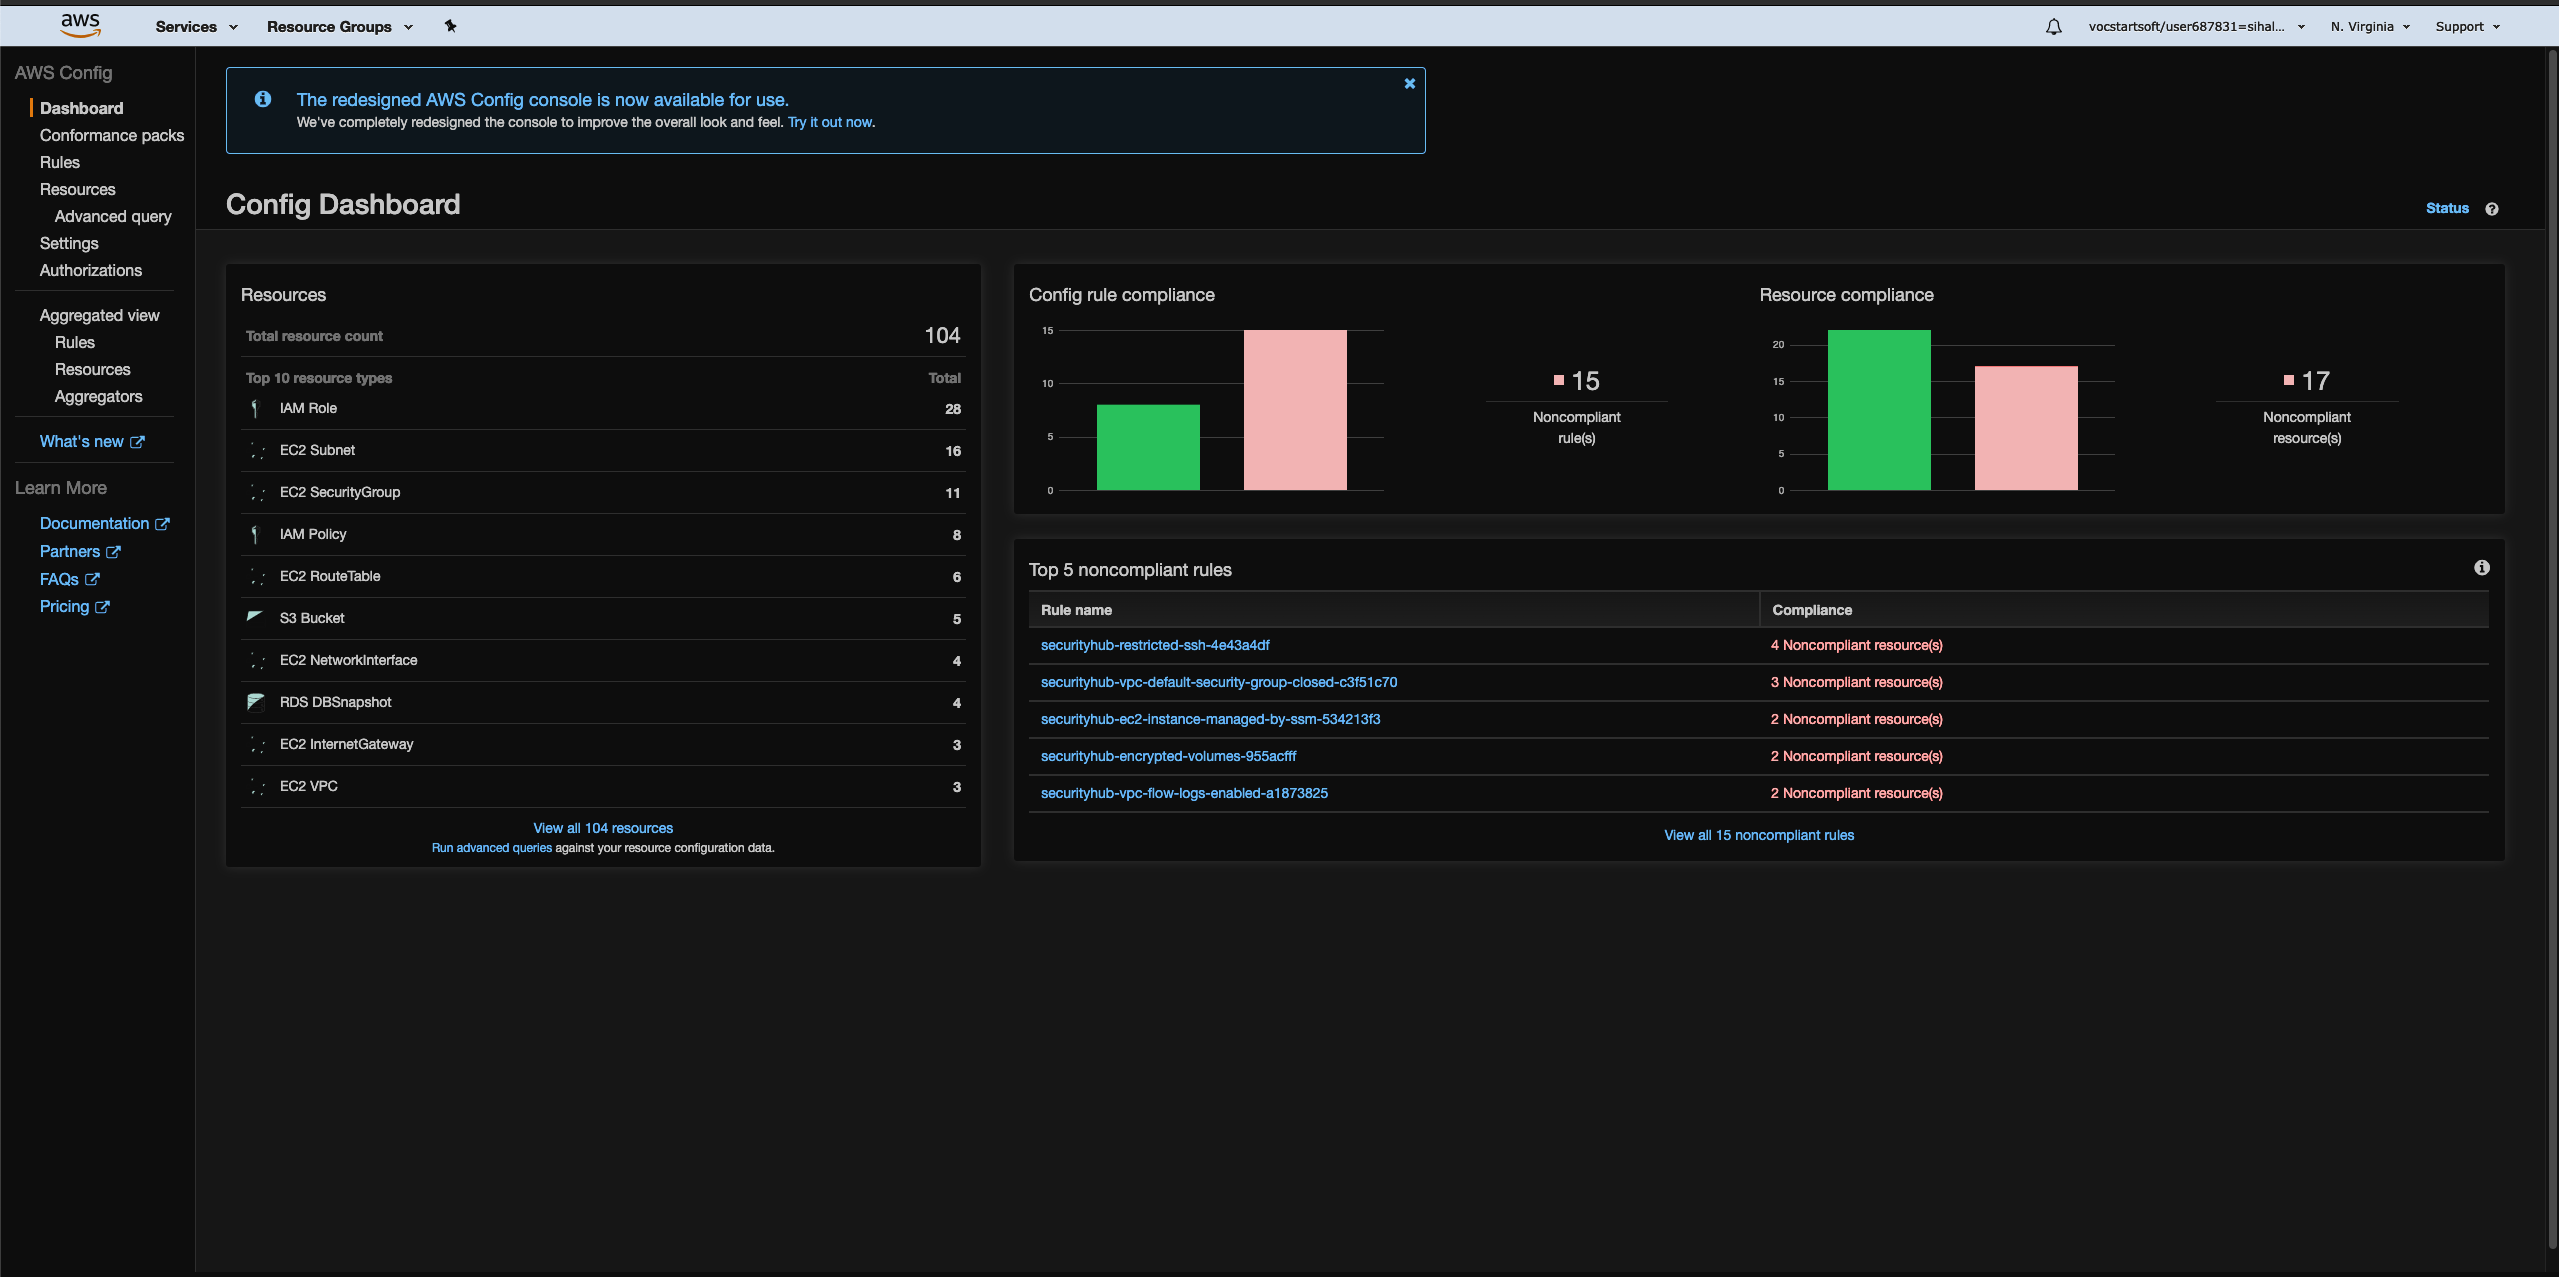 aws
Services
Resource Groups
vocstartsoft/user687831=sihal...
N. Virginia
Support
AWS Config
Dashboard
Conformance packs
Rules
Resources
Advanced query
Settings
Authorizations
Aggregated view
Rules
Resources
Aggregators
What's new
Learn More
Documentation
Partners
FAQs
Pricing
The redesigned AWS Config console is now available for use.
We've completely redesigned the console to improve the overall look and feel. Try it out now.
Config Dashboard
Status
Resources
Total resource count 104
Top 10 resource types Total
IAM Role 28
EC2 Subnet 16
EC2 SecurityGroup 11
IAM Policy 8
EC2 RouteTable 6
S3 Bucket 5
EC2 NetworkInterface 4
RDS DBSnapshot 4
EC2 InternetGateway 3
EC2 VPC 3
View all 104 resources
Run advanced queries against your resource configuration data.
Config rule compliance
15
10
5
0
15
Noncompliant
rule(s)
Resource compliance
20
15
10
5
0
17
Noncompliant
resource(s)
Top 5 noncompliant rules
Rule name Compliance
securityhub-restricted-ssh-4e43a4df 4 Noncompliant resource(s)
securityhub-vpc-default-security-group-closed-c3f51c70 3 Noncompliant resource(s)
securityhub-ec2-instance-managed-by-ssm-534213f3 2 Noncompliant resource(s)
securityhub-encrypted-volumes-955acfff 2 Noncompliant resource(s)
securityhub-vpc-flow-logs-enabled-a1873825 2 Noncompliant resource(s)
View all 15 noncompliant rules